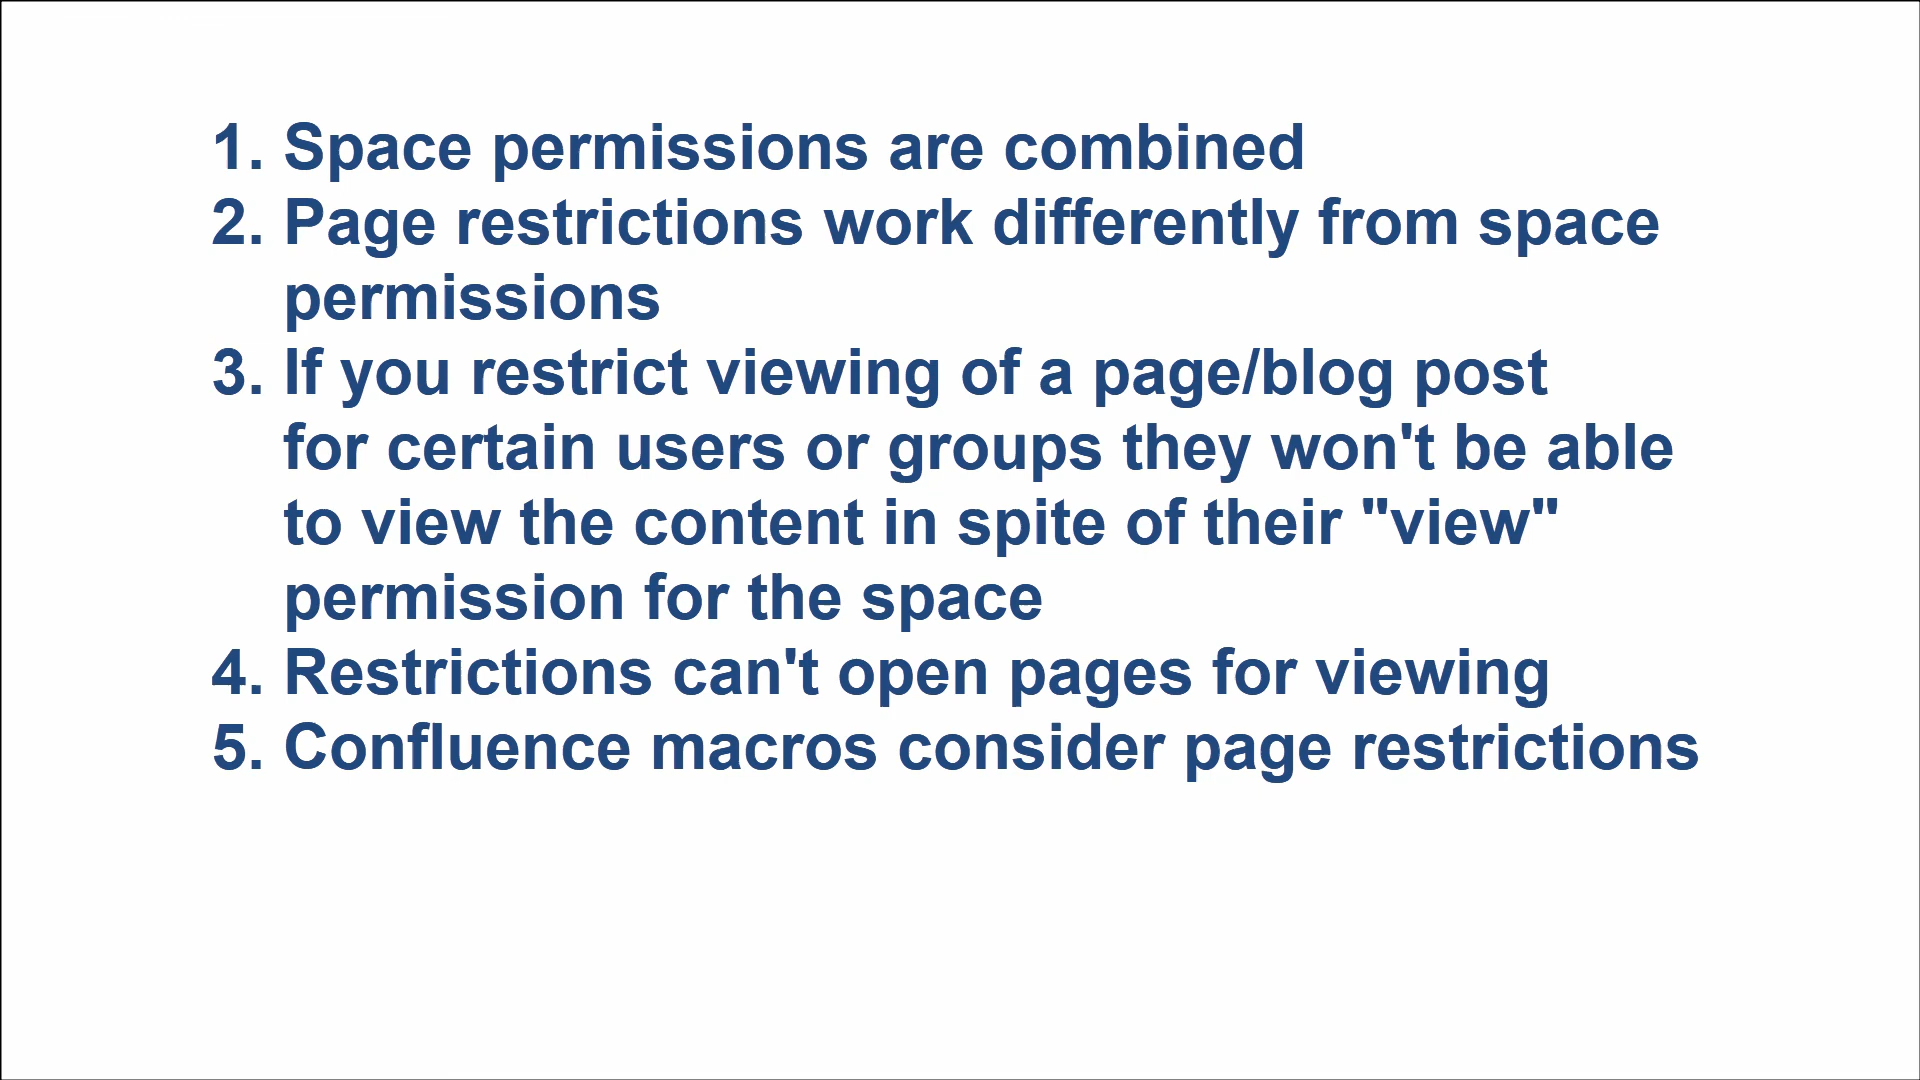 1. Space permissions are combined
2. Page restrictions work differently from space
permissions
3. If you restrict viewing of a page/blog post
for certain users or groups they won't be able
to view the content in spite of their "view"
permission for the space
4. Restrictions can't open pages for viewing
5. Confluence macros consider page restrictions